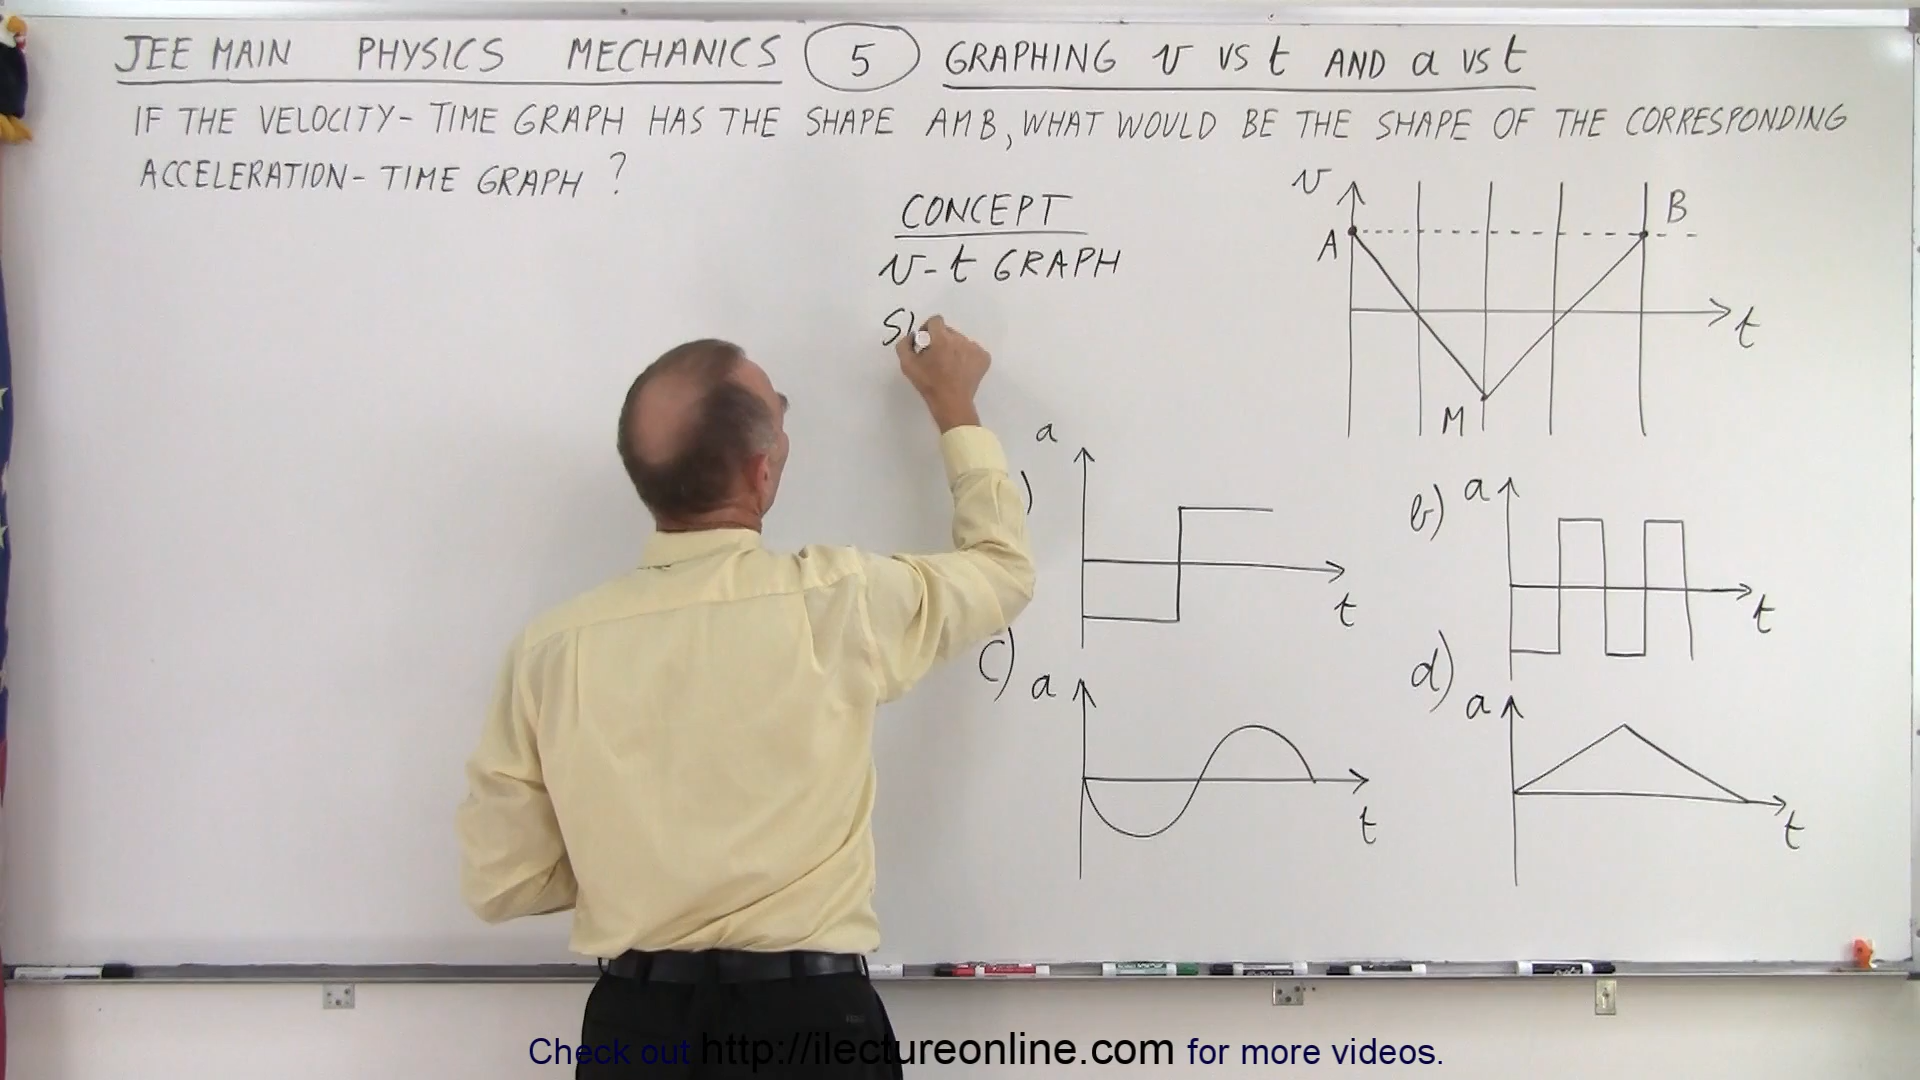 JEE MAIN PHYSICS MECHANICS 5 GRAPHING v vs t AND a vs t
IF THE VELOCITY-TIME GRAPH HAS THE SHAPE AMB, WHAT WOULD BE THE SHAPE OF THE CORRESPONDING
ACCELERATION-TIME GRAPH?
CONCEPT
v-t GRAPH
v
A
B
M
t
a
)
t
b) a
t
c) a
t
d) a
t
Check out http://ilectureonline.com for more videos.